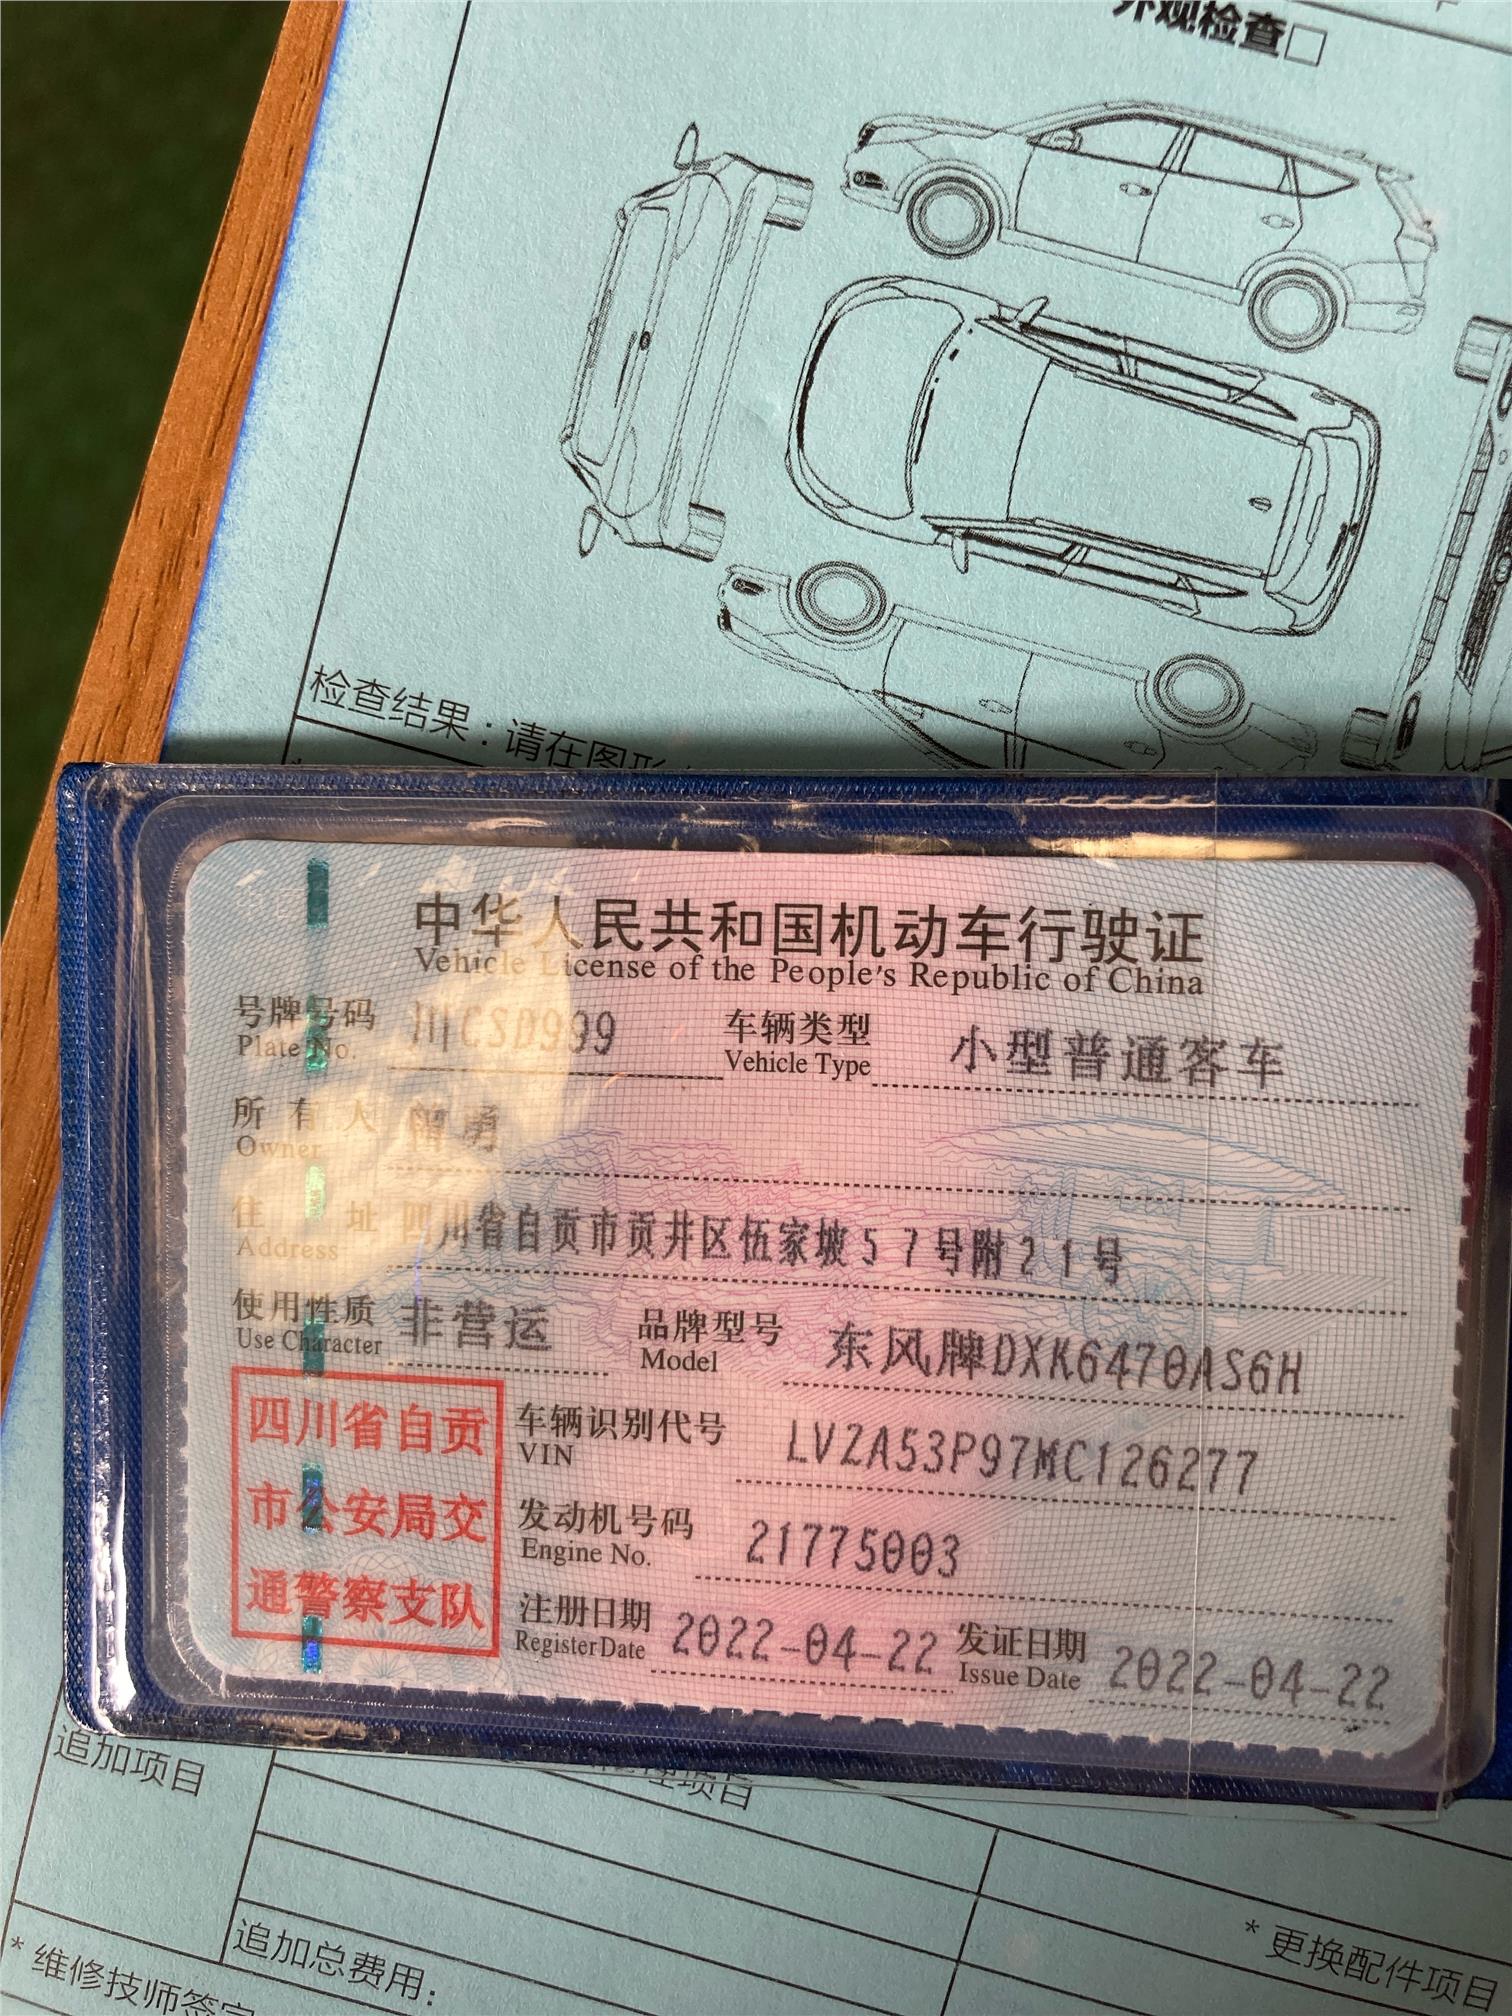 外观检查□
检查结果:请在图形
中华人民共和国机动车行驶证
Vehicle License of the People's Republic of China
号牌号码 川CSD999 车辆类型 小型普通客车
Plate No. Vehicle Type
所有人 勇
Owner
住址 四川省自贡市贡井区伍家坡57号附21号
Address
使用性质 非营运 品牌型号 东风牌DXK6470AS6H
Use Character Model
四川省自贡
市公安局交
通警察支队
车辆识别代号 LVZA53P97MC126277
VIN
发动机号码 21775003
Engine No.
注册日期 2022-04-22 发证日期 2022-04-22
Register Date Issue Date
追加项目
理项目
*更换配件项目
追加总费用:
*维修技师签字